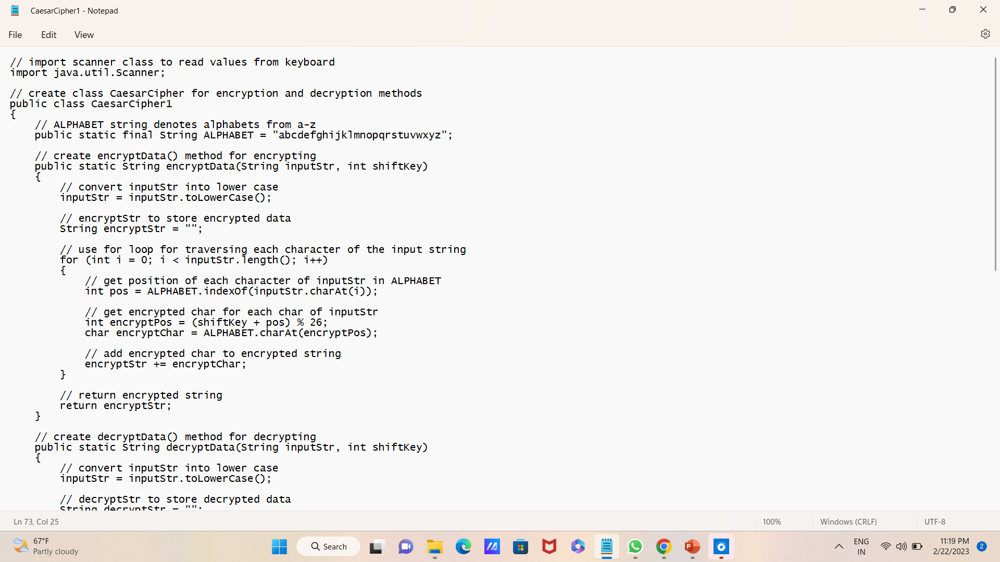 CaesarCipher1 - Notepad
File Edit View
// import scanner class to read values from keyboard
import java.util.Scanner;
// create class CaesarCipher for encryption and decryption methods
public class CaesarCipher1
{
// ALPHABET string denotes alphabets from a-z
public static final String ALPHABET = "abcdefghijklmnopqrstuvwxyz";
// create encryptData() method for encrypting
public static String encryptData(String inputStr, int shiftKey)
{
// convert inputStr into lower case
inputStr = inputStr.toLowerCase();
// encryptStr to store encrypted data
String encryptStr = "";
// use for loop for traversing each character of the input string
for (int i = 0; i < inputStr.length(); i++)
{
// get position of each character of inputStr in ALPHABET
int pos = ALPHABET.indexOf(inputStr.charAt(i));
// get encrypted char for each char of inputStr
int encryptPos = (shiftKey + pos) % 26;
char encryptChar = ALPHABET.charAt(encryptPos);
// add encrypted char to encrypted string
encryptStr += encryptChar;
}
// return encrypted string
return encryptStr;
}
// create decryptData() method for decrypting
public static String decryptData(String inputStr, int shiftKey)
{
// convert inputStr into lower case
inputStr = inputStr.toLowerCase();
// decryptStr to store decrypted data
String decryptStr = "";
Ln 73, Col 25 100% Windows (CRLF) UTF-8
67°F
Partly cloudy
Search
ENG
IN
11:19 PM
2/22/2023
2